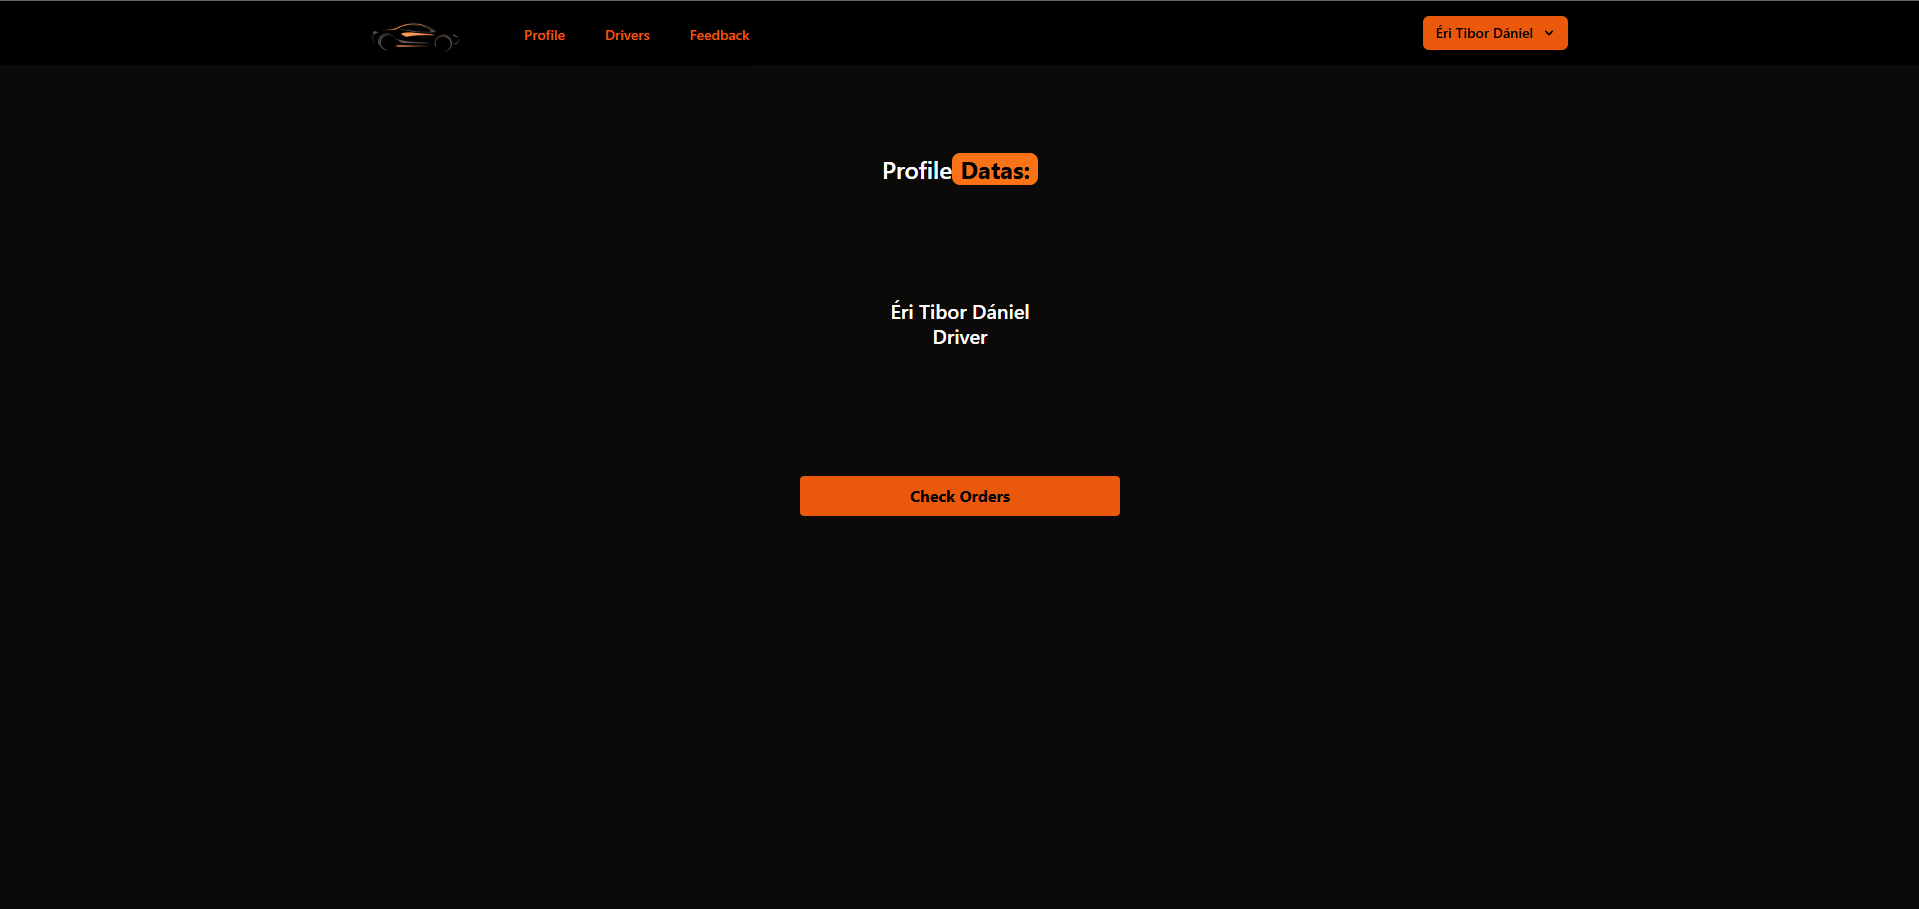 Profile Drivers Feedback Éri Tibor Dániel
Profile Datas:
Éri Tibor Dániel
Driver
Check Orders